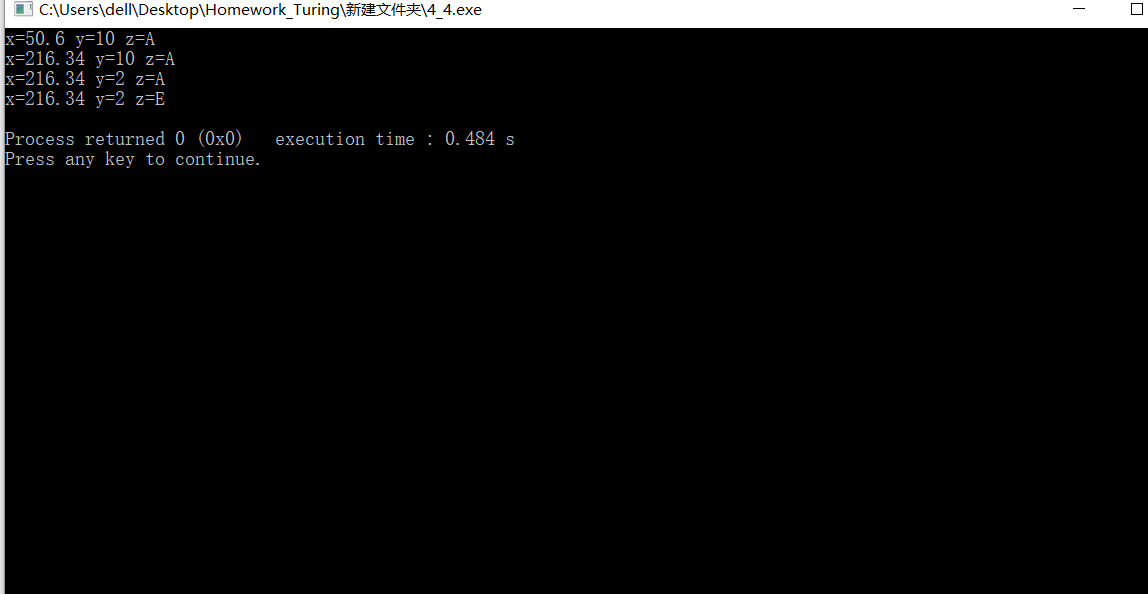 C:\Users\dell\Desktop\Homework_Turing\新建文件夹\4_4.exe
x=50.6 y=10 z=A
x=216.34 y=10 z=A
x=216.34 y=2 z=A
x=216.34 y=2 z=E
Process returned 0 (0x0)   execution time : 0.484 s
Press any key to continue.